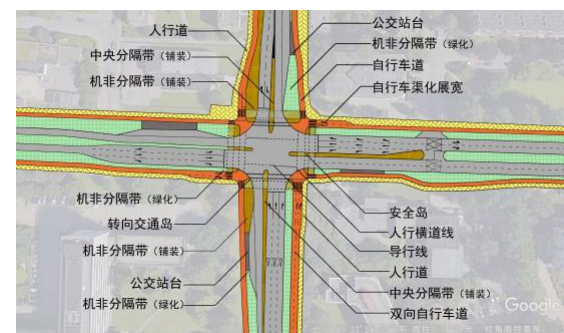 人行道
中央分隔带（铺装）
机非分隔带（铺装）
公交站台
机非分隔带（绿化）
自行车道
自行车渠化展宽
机非分隔带（绿化）
转向交通岛
机非分隔带（铺装）
公交站台
机非分隔带（绿化）
安全岛
人行横道线
导行线
人行道
中央分隔带（铺装）
双向自行车道
Google